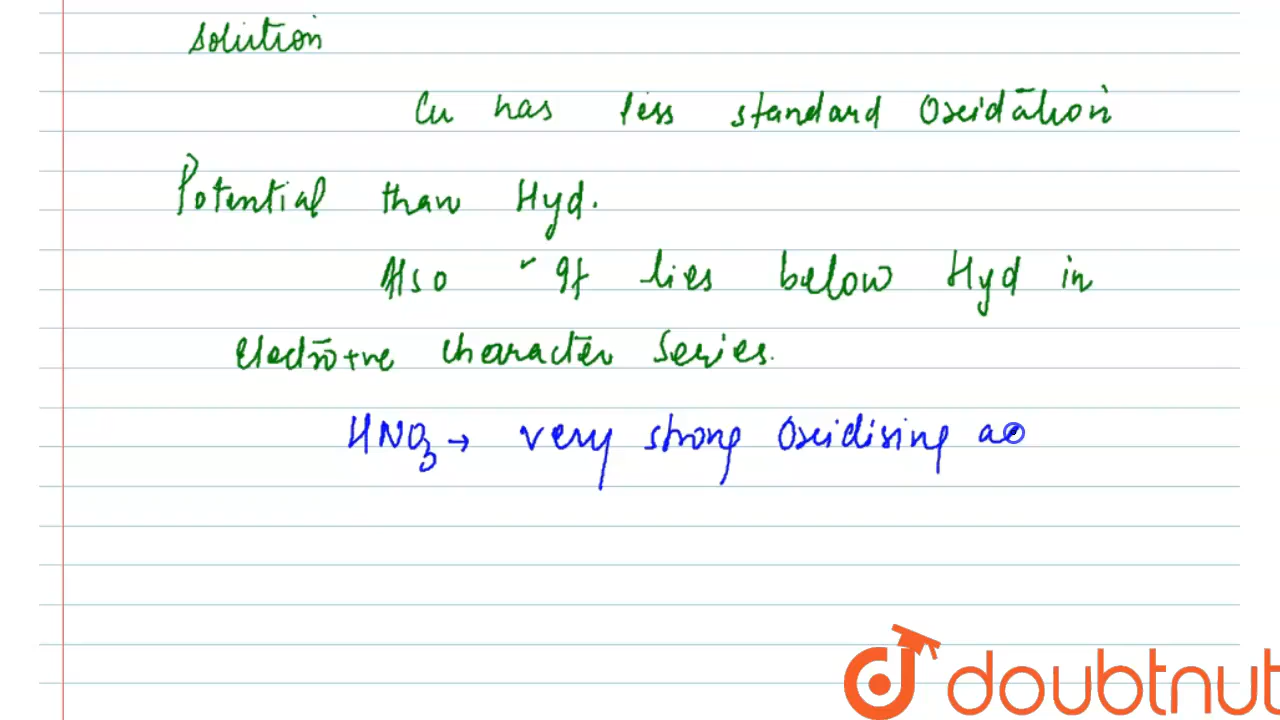 Solution
Cu has less standard Oxidation
Potential than Hyd.
Also It lies below Hyd in
electro+ve character series.
HNO3 → very strong Oxidising a
doubtnut